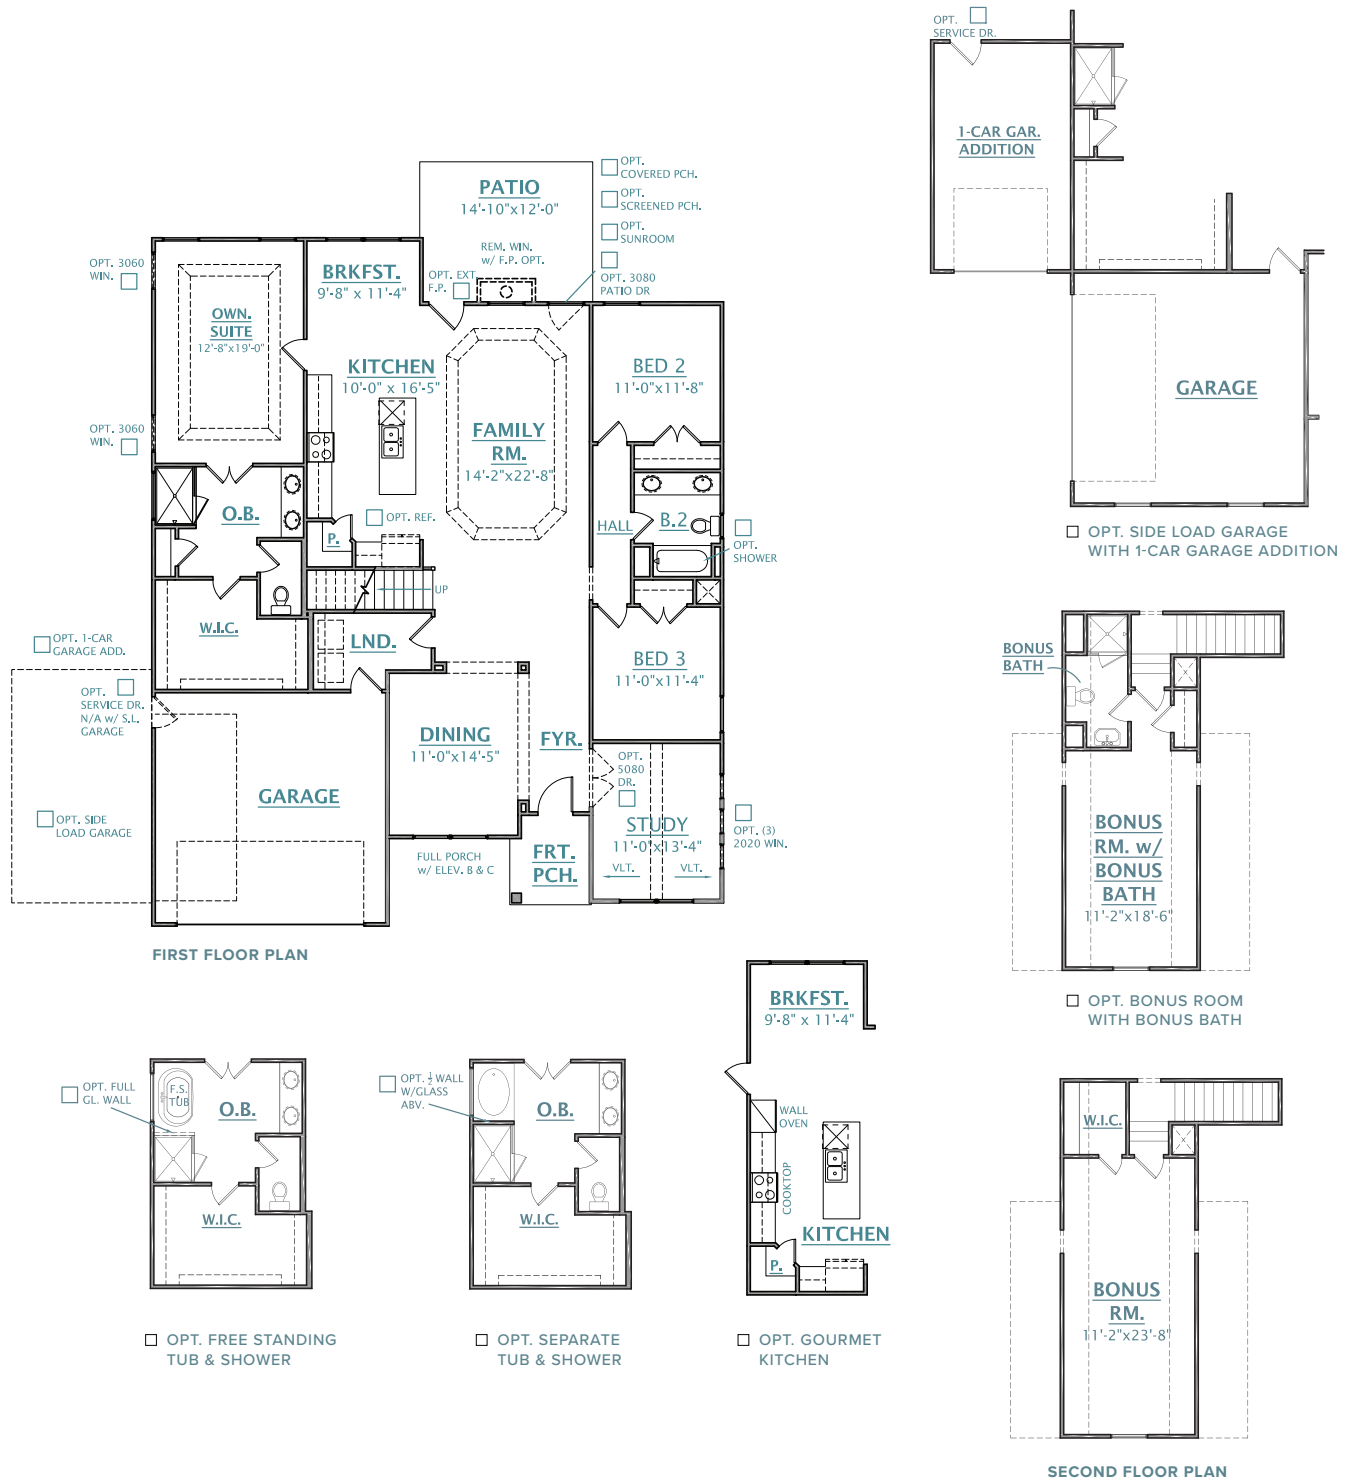 OPT.
SERVICE DR.
1-CAR GAR.
ADDITION
GARAGE
OPT. SIDE LOAD GARAGE
WITH 1-CAR GARAGE ADDITION
PATIO
14'-10"x12'-0"
OPT.
COVERED PCH.
OPT.
SCREENED PCH.
OPT.
SUNROOM
OPT. 3080
PATIO DR
REM. WIN.
w/ F.P. OPT.
OPT. EXT
F.P.
OPT. 3060
WIN.
BRKFST.
9'-8" x 11'-4"
OWN.
SUITE
12'-8"x19'-0"
KITCHEN
10'-0" x 16'-5"
BED 2
11'-0"x11'-8"
OPT. 3060
WIN.
FAMILY
RM.
14'-2"x22'-8"
O.B.
OPT. REF.
P.
HALL
B.2
OPT.
SHOWER
UP
W.I.C.
LND.
OPT. 1-CAR
GARAGE ADD.
BED 3
11'-0"x11'-4"
OPT.
SERVICE DR.
N/A w/ S.L.
GARAGE
DINING
11'-0"x14'-5"
FYR.
OPT.
5080
DR.
GARAGE
OPT. SIDE
LOAD GARAGE
STUDY
11'-0"x13'-4"
VLT.
VLT.
OPT. (3)
2020 WIN.
FULL PORCH
w/ ELEV. B & C
FRT.
PCH.
FIRST FLOOR PLAN
BONUS
BATH
BONUS
RM. w/
BONUS
BATH
11'-2"x18'-6"
OPT. BONUS ROOM
WITH BONUS BATH
OPT. FULL
GL. WALL
F.S.
TUB
O.B.
W.I.C.
OPT. FREE STANDING
TUB & SHOWER
OPT. ½ WALL
W/GLASS
ABV.
O.B.
W.I.C.
OPT. SEPARATE
TUB & SHOWER
BRKFST.
9'-8" x 11'-4"
WALL
OVEN
COOKTOP
KITCHEN
P.
OPT. GOURMET
KITCHEN
W.I.C.
BONUS
RM.
11'-2"x23'-8"
SECOND FLOOR PLAN